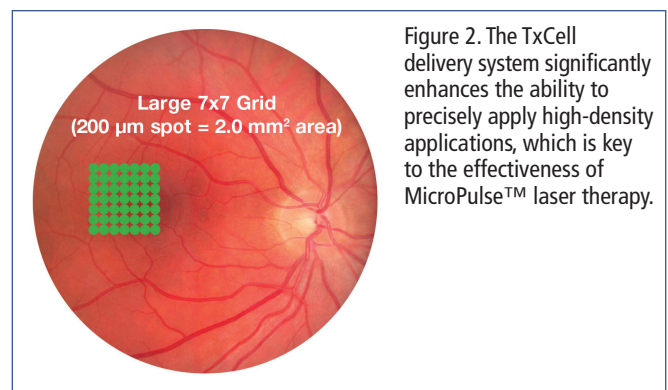 Large 7x7 Grid
(200 µm spot = 2.0 mm² area)
Figure 2. The TxCell
delivery system significantly
enhances the ability to
precisely apply high-density
applications, which is key
to the effectiveness of
MicroPulse™ laser therapy.